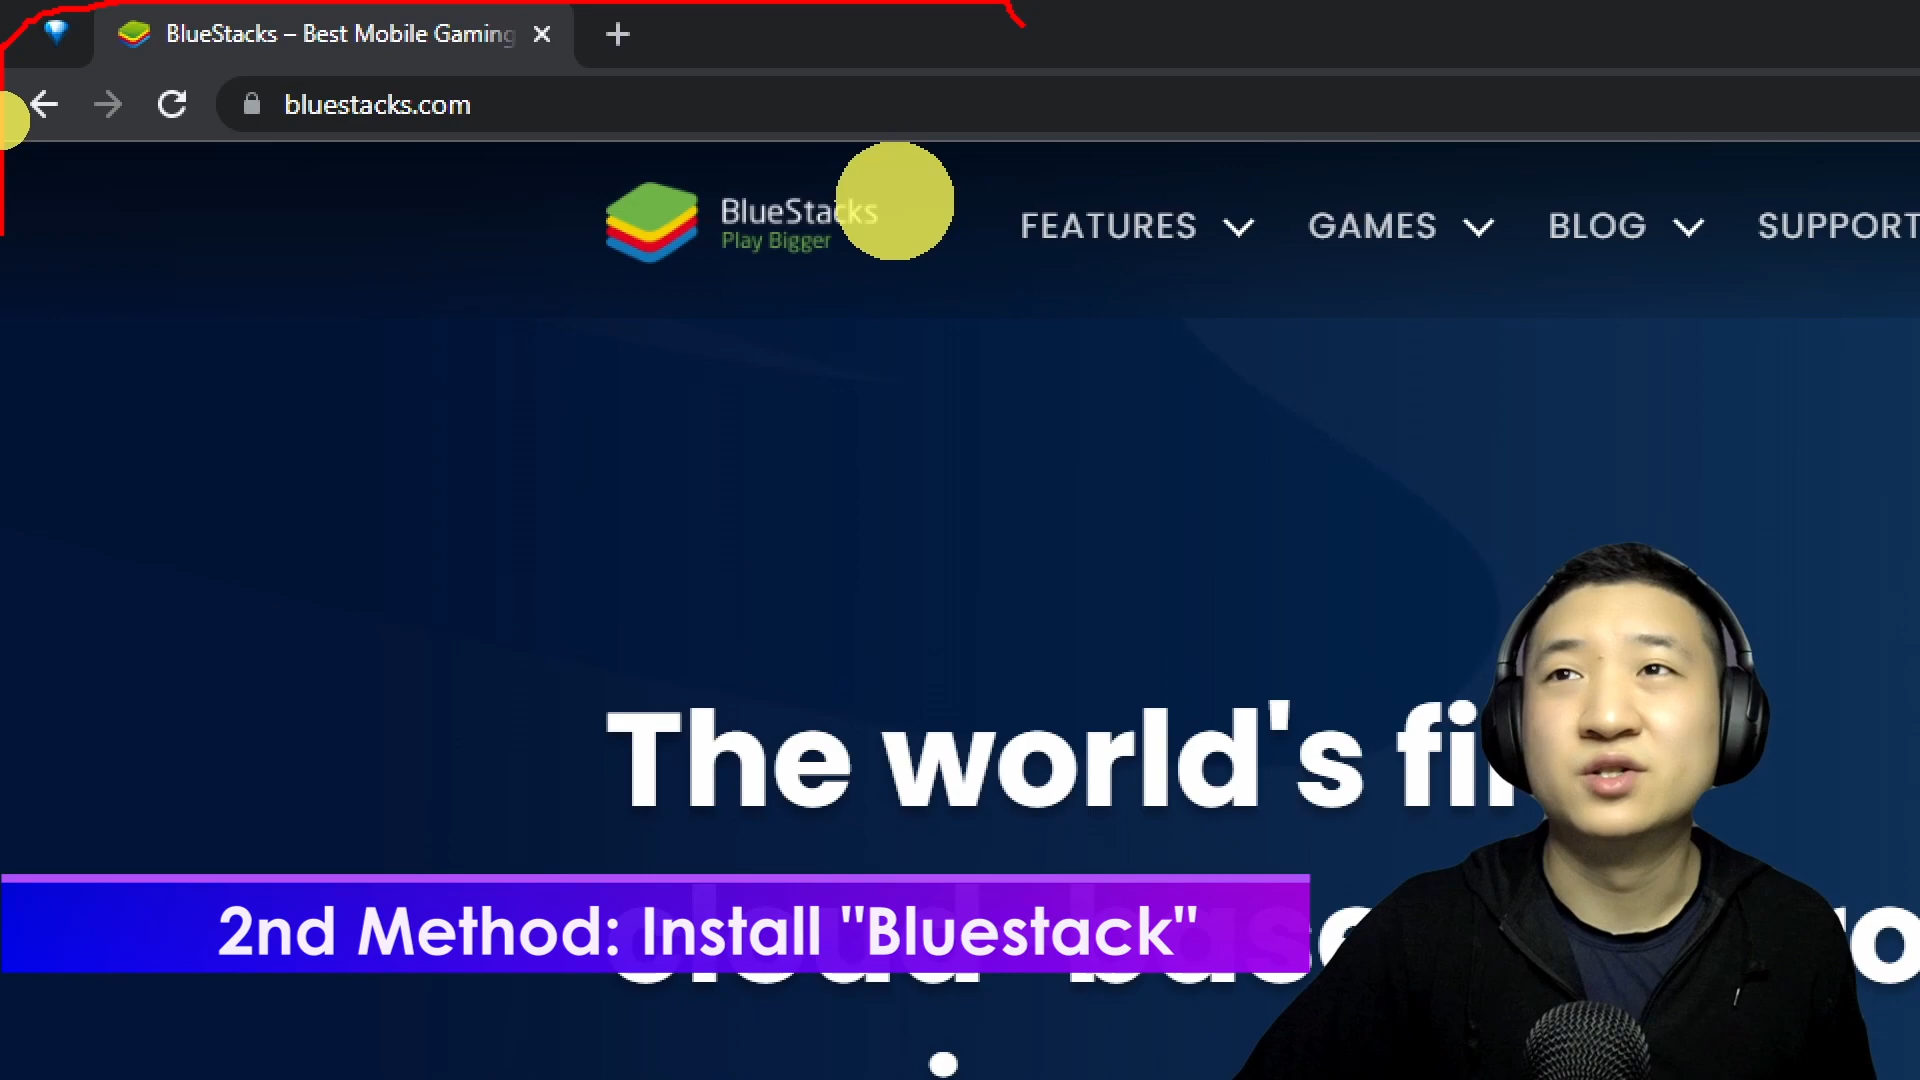 BlueStacks – Best Mobile Gaming
bluestacks.com
BlueStacks
Play Bigger
FEATURES
GAMES
BLOG
SUPPORT
The world's fi
2nd Method: Install "Bluestack"